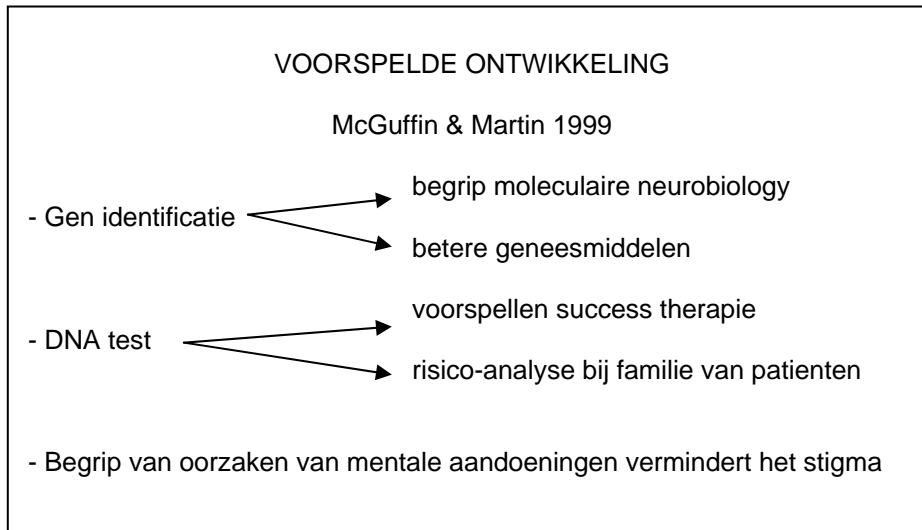 VOORSPELDE ONTWIKKELING
McGuffin & Martin 1999
- Gen identificatie
begrip moleculaire neurobiology
betere geneesmiddelen
- DNA test
voorspellen success therapie
risico-analyse bij familie van patienten
- Begrip van oorzaken van mentale aandoeningen vermindert het stigma